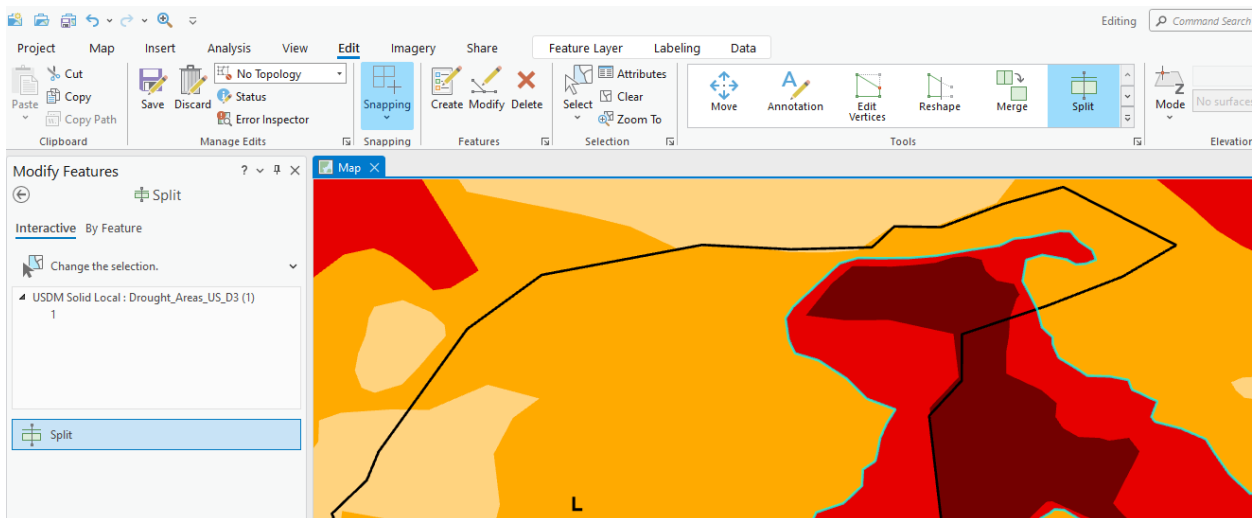 Editing
Command Search
Project Map Insert Analysis View Edit Imagery Share Feature Layer Labeling Data
Paste
Cut
Copy
Copy Path
Clipboard
Save
Discard
No Topology
Status
Error Inspector
Manage Edits
Snapping
Snapping
Create
Modify
Delete
Features
Select
Attributes
Clear
Zoom To
Selection
Move
Annotation
Edit
Vertices
Reshape
Merge
Split
Tools
Mode
No surfaces
Elevation
Modify Features
Split
Interactive By Feature
Change the selection.
USDM Solid Local : Drought_Areas_US_D3 (1)
1
Split
Map
L